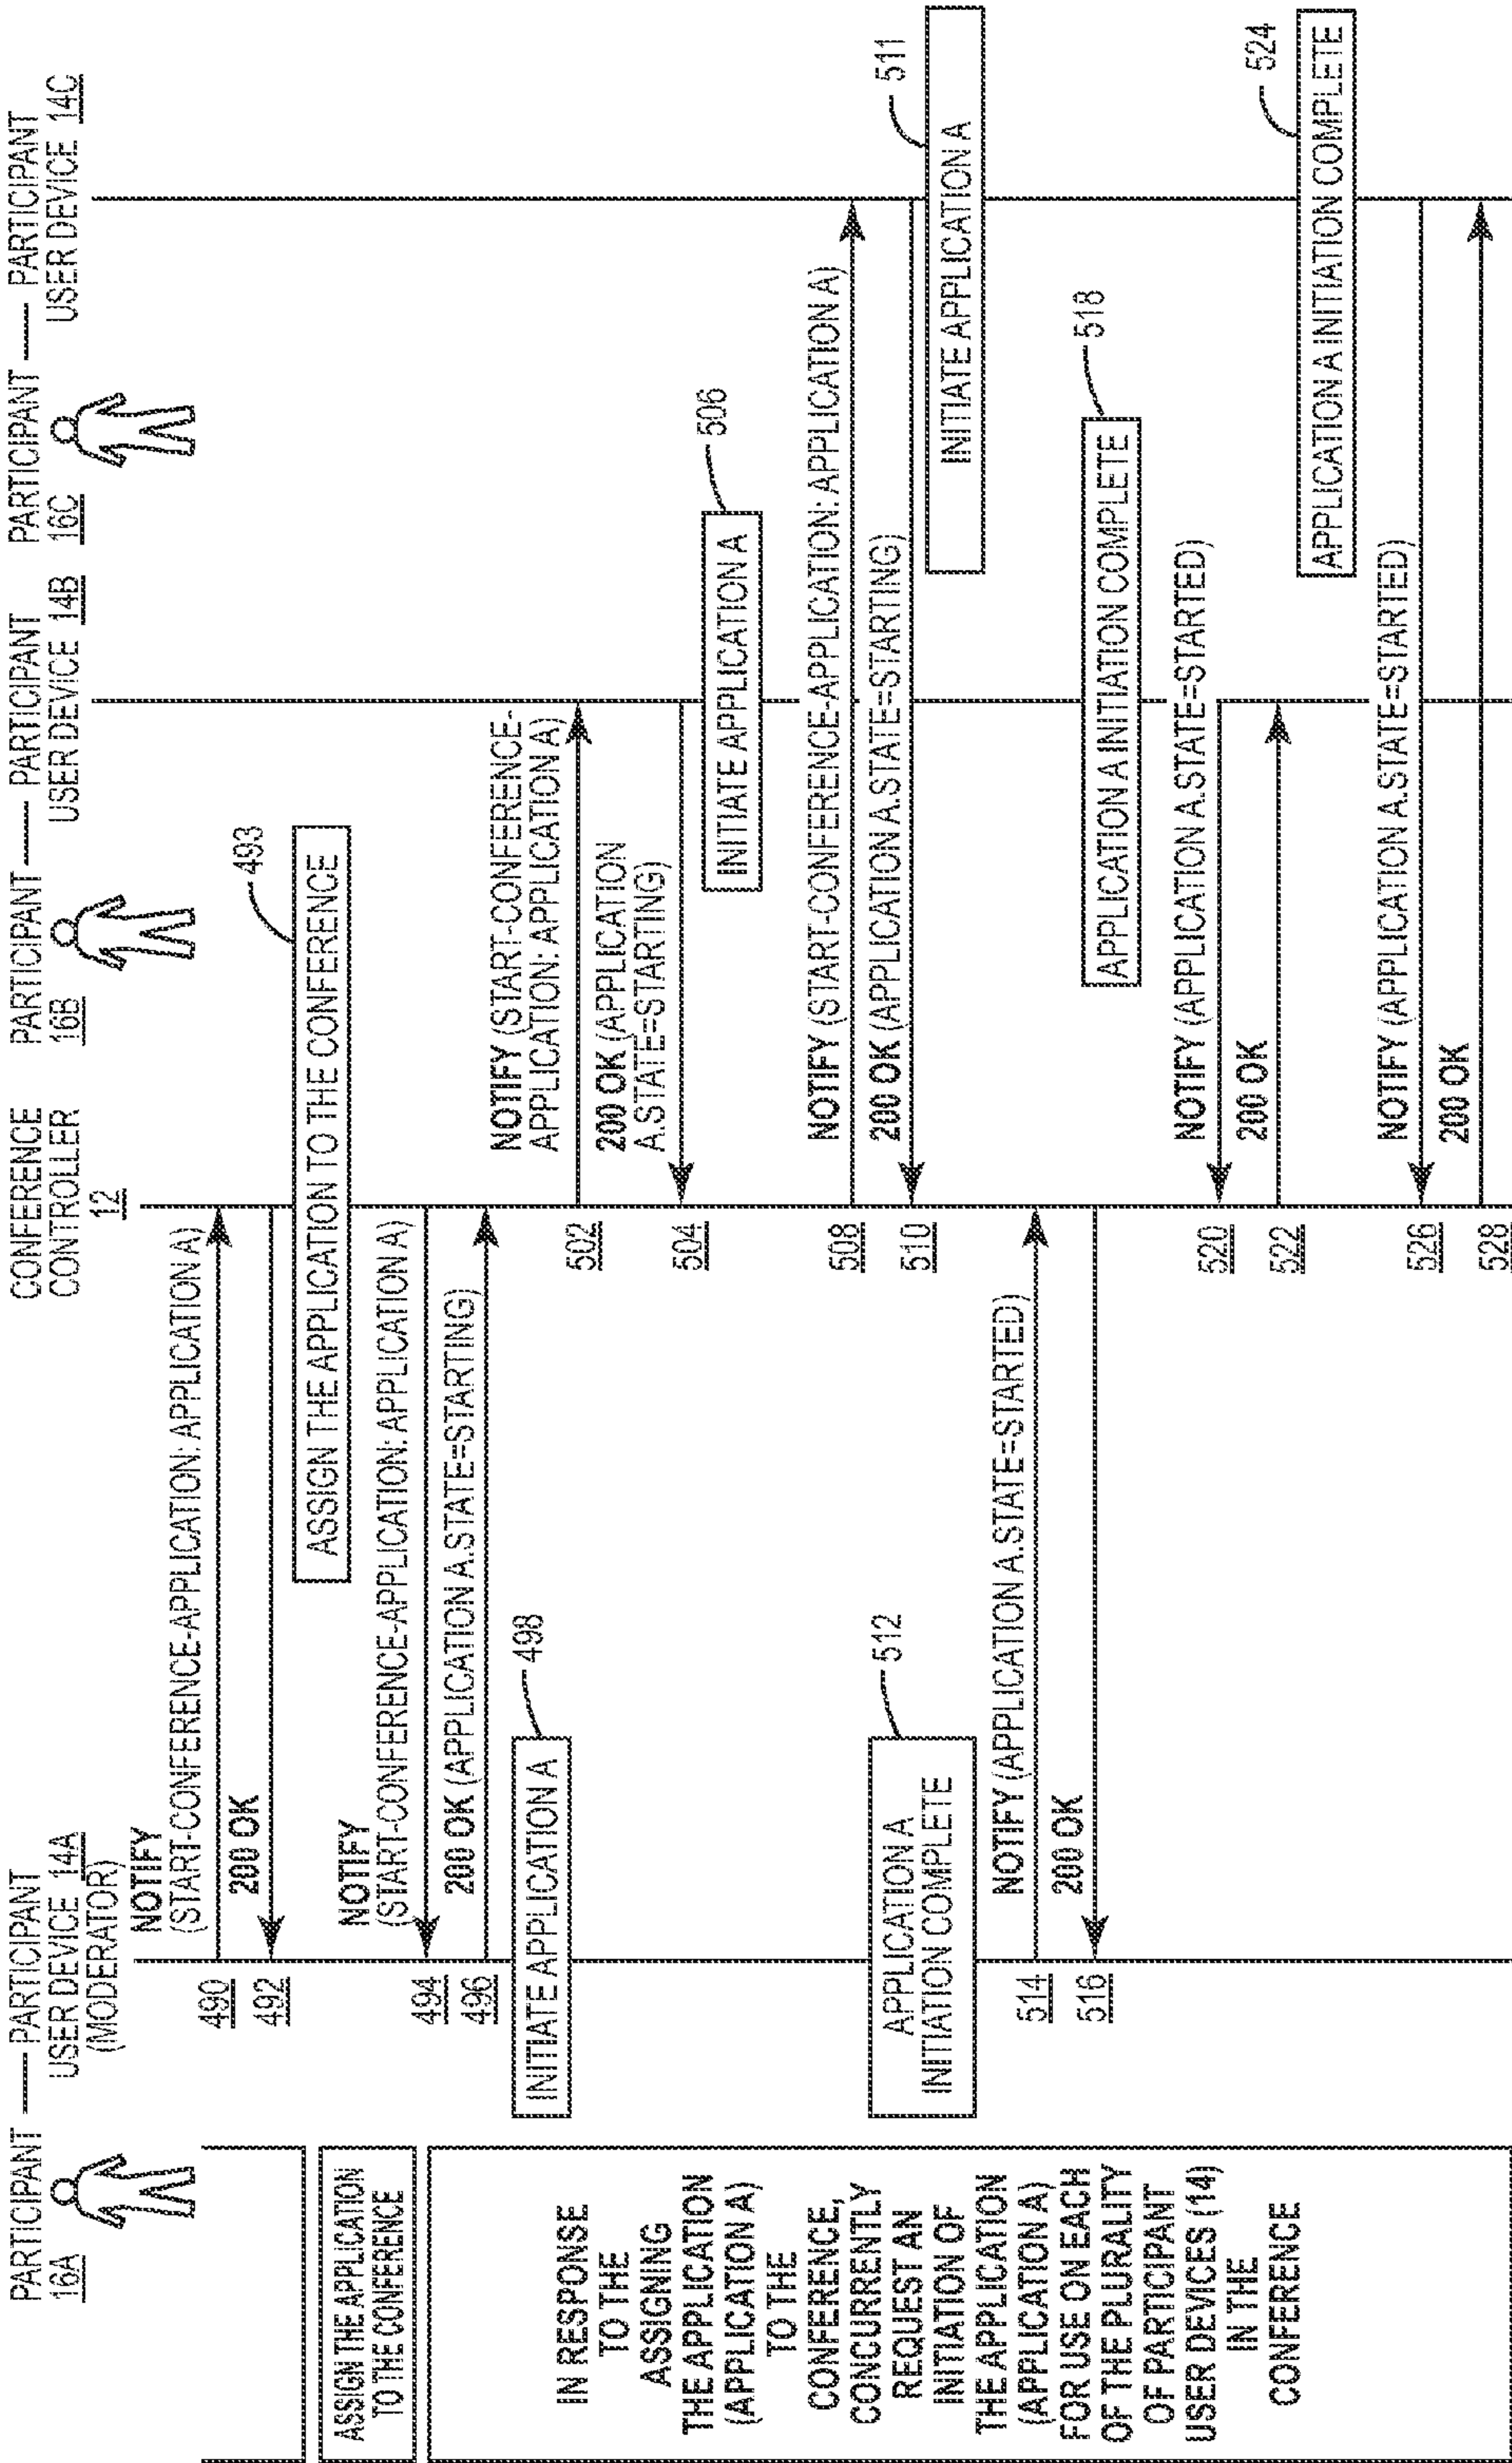 PARTICIPANT — PARTICIPANT
16A
USER DEVICE 14A
(MODERATOR)
CONFERENCE
CONTROLLER
12
PARTICIPANT — PARTICIPANT
16B
USER DEVICE 14B
PARTICIPANT — PARTICIPANT
16C
USER DEVICE 14C
NOTIFY
(START-CONFERENCE-APPLICATION: APPLICATION A)
490
200 OK
492
493
ASSIGN THE APPLICATION TO THE CONFERENCE
ASSIGN THE APPLICATION
TO THE CONFERENCE
NOTIFY
(START-CONFERENCE-APPLICATION: APPLICATION A)
494
200 OK (APPLICATION A.STATE=STARTING)
496
498
INITIATE APPLICATION A
NOTIFY (START-CONFERENCE-
APPLICATION: APPLICATION A)
502
200 OK (APPLICATION
A.STATE=STARTING)
504
506
INITIATE APPLICATION A
NOTIFY (START-CONFERENCE-APPLICATION: APPLICATION A)
508
200 OK (APPLICATION A.STATE=STARTING)
510
511
INITIATE APPLICATION A
512
APPLICATION A
INITIATION COMPLETE
NOTIFY (APPLICATION A.STATE=STARTED)
514
200 OK
516
518
APPLICATION A INITIATION COMPLETE
NOTIFY (APPLICATION A.STATE=STARTED)
520
200 OK
522
524
APPLICATION A INITIATION COMPLETE
NOTIFY (APPLICATION A.STATE=STARTED)
526
200 OK
528
IN RESPONSE
TO THE
ASSIGNING
THE APPLICATION
(APPLICATION A)
TO THE
CONFERENCE,
CONCURRENTLY
REQUEST AN
INITIATION OF
THE APPLICATION
(APPLICATION A)
FOR USE ON EACH
OF THE PLURALITY
OF PARTICIPANT
USER DEVICES (14)
IN THE
CONFERENCE